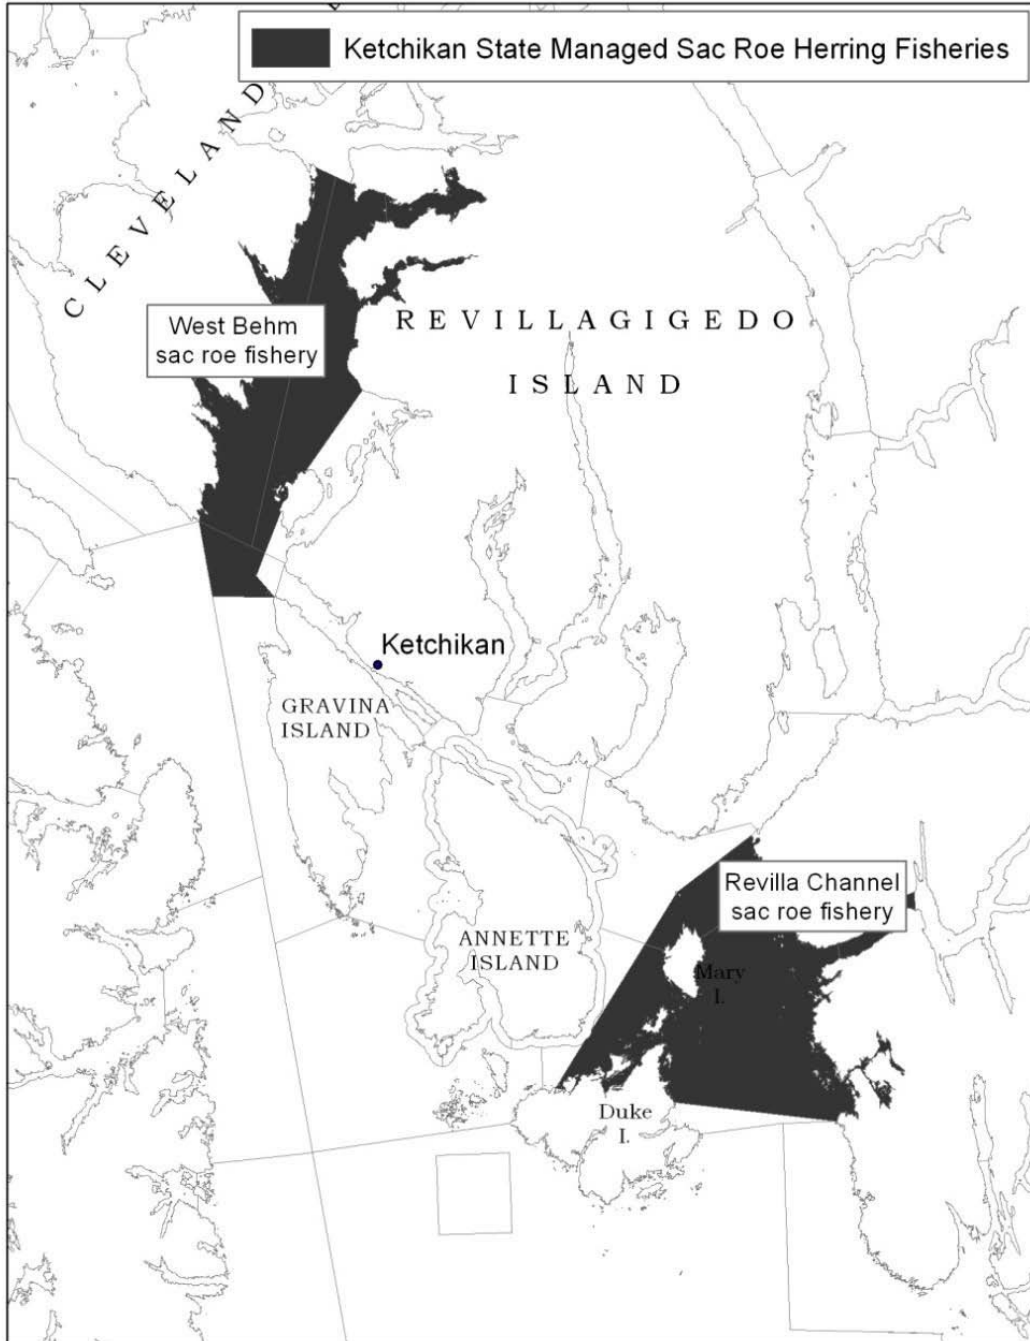 Ketchikan State Managed Sac Roe Herring Fisheries
CLEVELAND
West Behm
sac roe fishery
REVILLAGIGEDO
ISLAND
Ketchikan
GRAVINA
ISLAND
Revilla Channel
sac roe fishery
ANNETTE
ISLAND
Mary
I.
Duke
I.